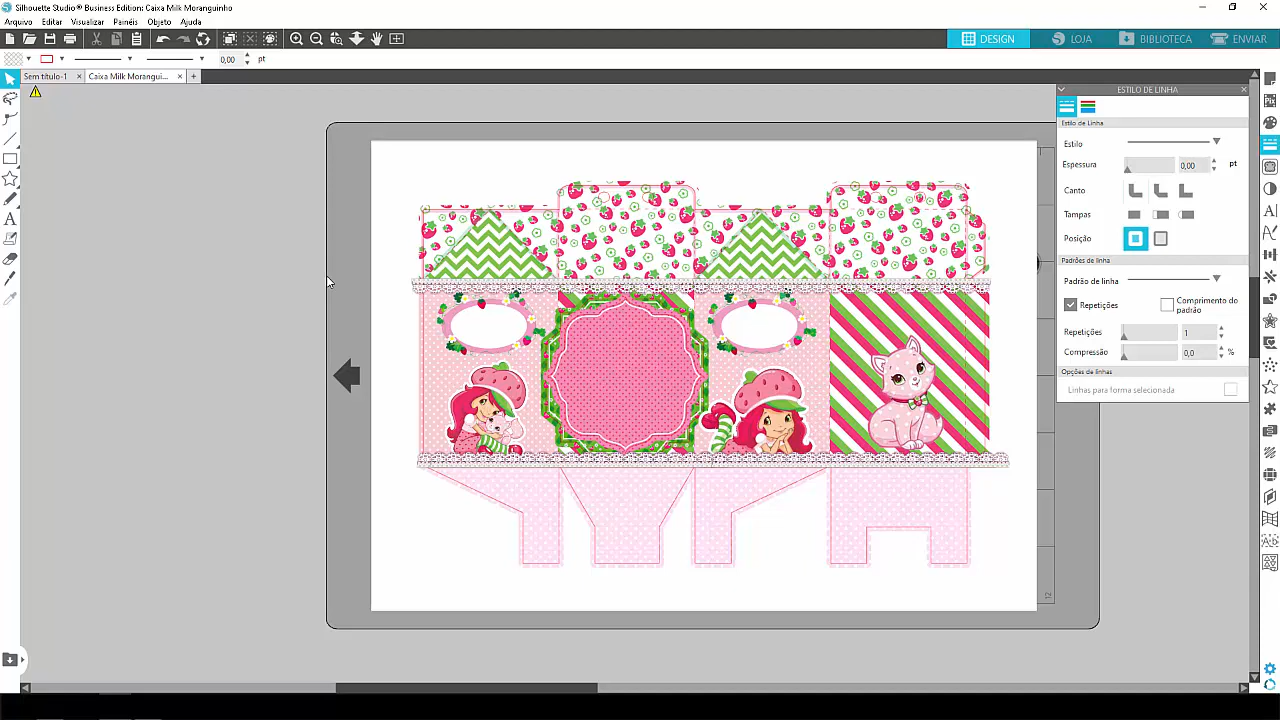 Silhouette Studio® Business Edition: Caixa Milk Moranguinho
Arquivo Editar Visualizar Painéis Objeto Ajuda
DESIGN LOJA BIBLIOTECA ENVIAR
0,00 pt
Sem título-1 × Caixa Milk Morangui... × +
ESTILO DE LINHA
Estilo de Linha
Estilo
Espessura 0,00 pt
Canto
Tampas
Posição
Padrões de linha
Padrão de linha
Repetições Comprimento do
padrão
Repetições 1
Compressão 0,0 %
Opções de linhas
Linhas para forma selecionada
12